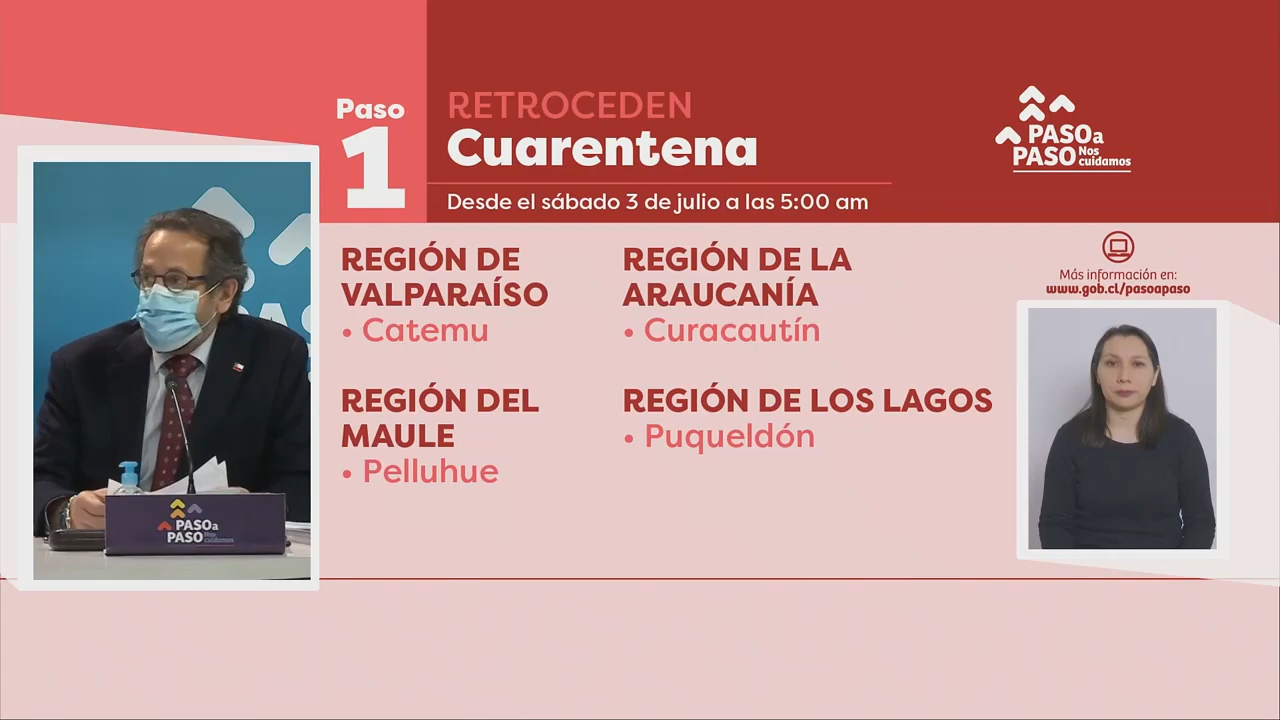 Paso
1
RETROCEDEN
Cuarentena
Desde el sábado 3 de julio a las 5:00 am
PASO a
PASO Nos
cuidamos
REGIÓN DE
VALPARAÍSO
• Catemu
REGIÓN DE LA
ARAUCANÍA
• Curacautín
REGIÓN DEL
MAULE
• Pelluhue
REGIÓN DE LOS LAGOS
• Puqueldón
Más información en:
www.gob.cl/pasoapaso
PASO a
PASO Nos
cuidamos